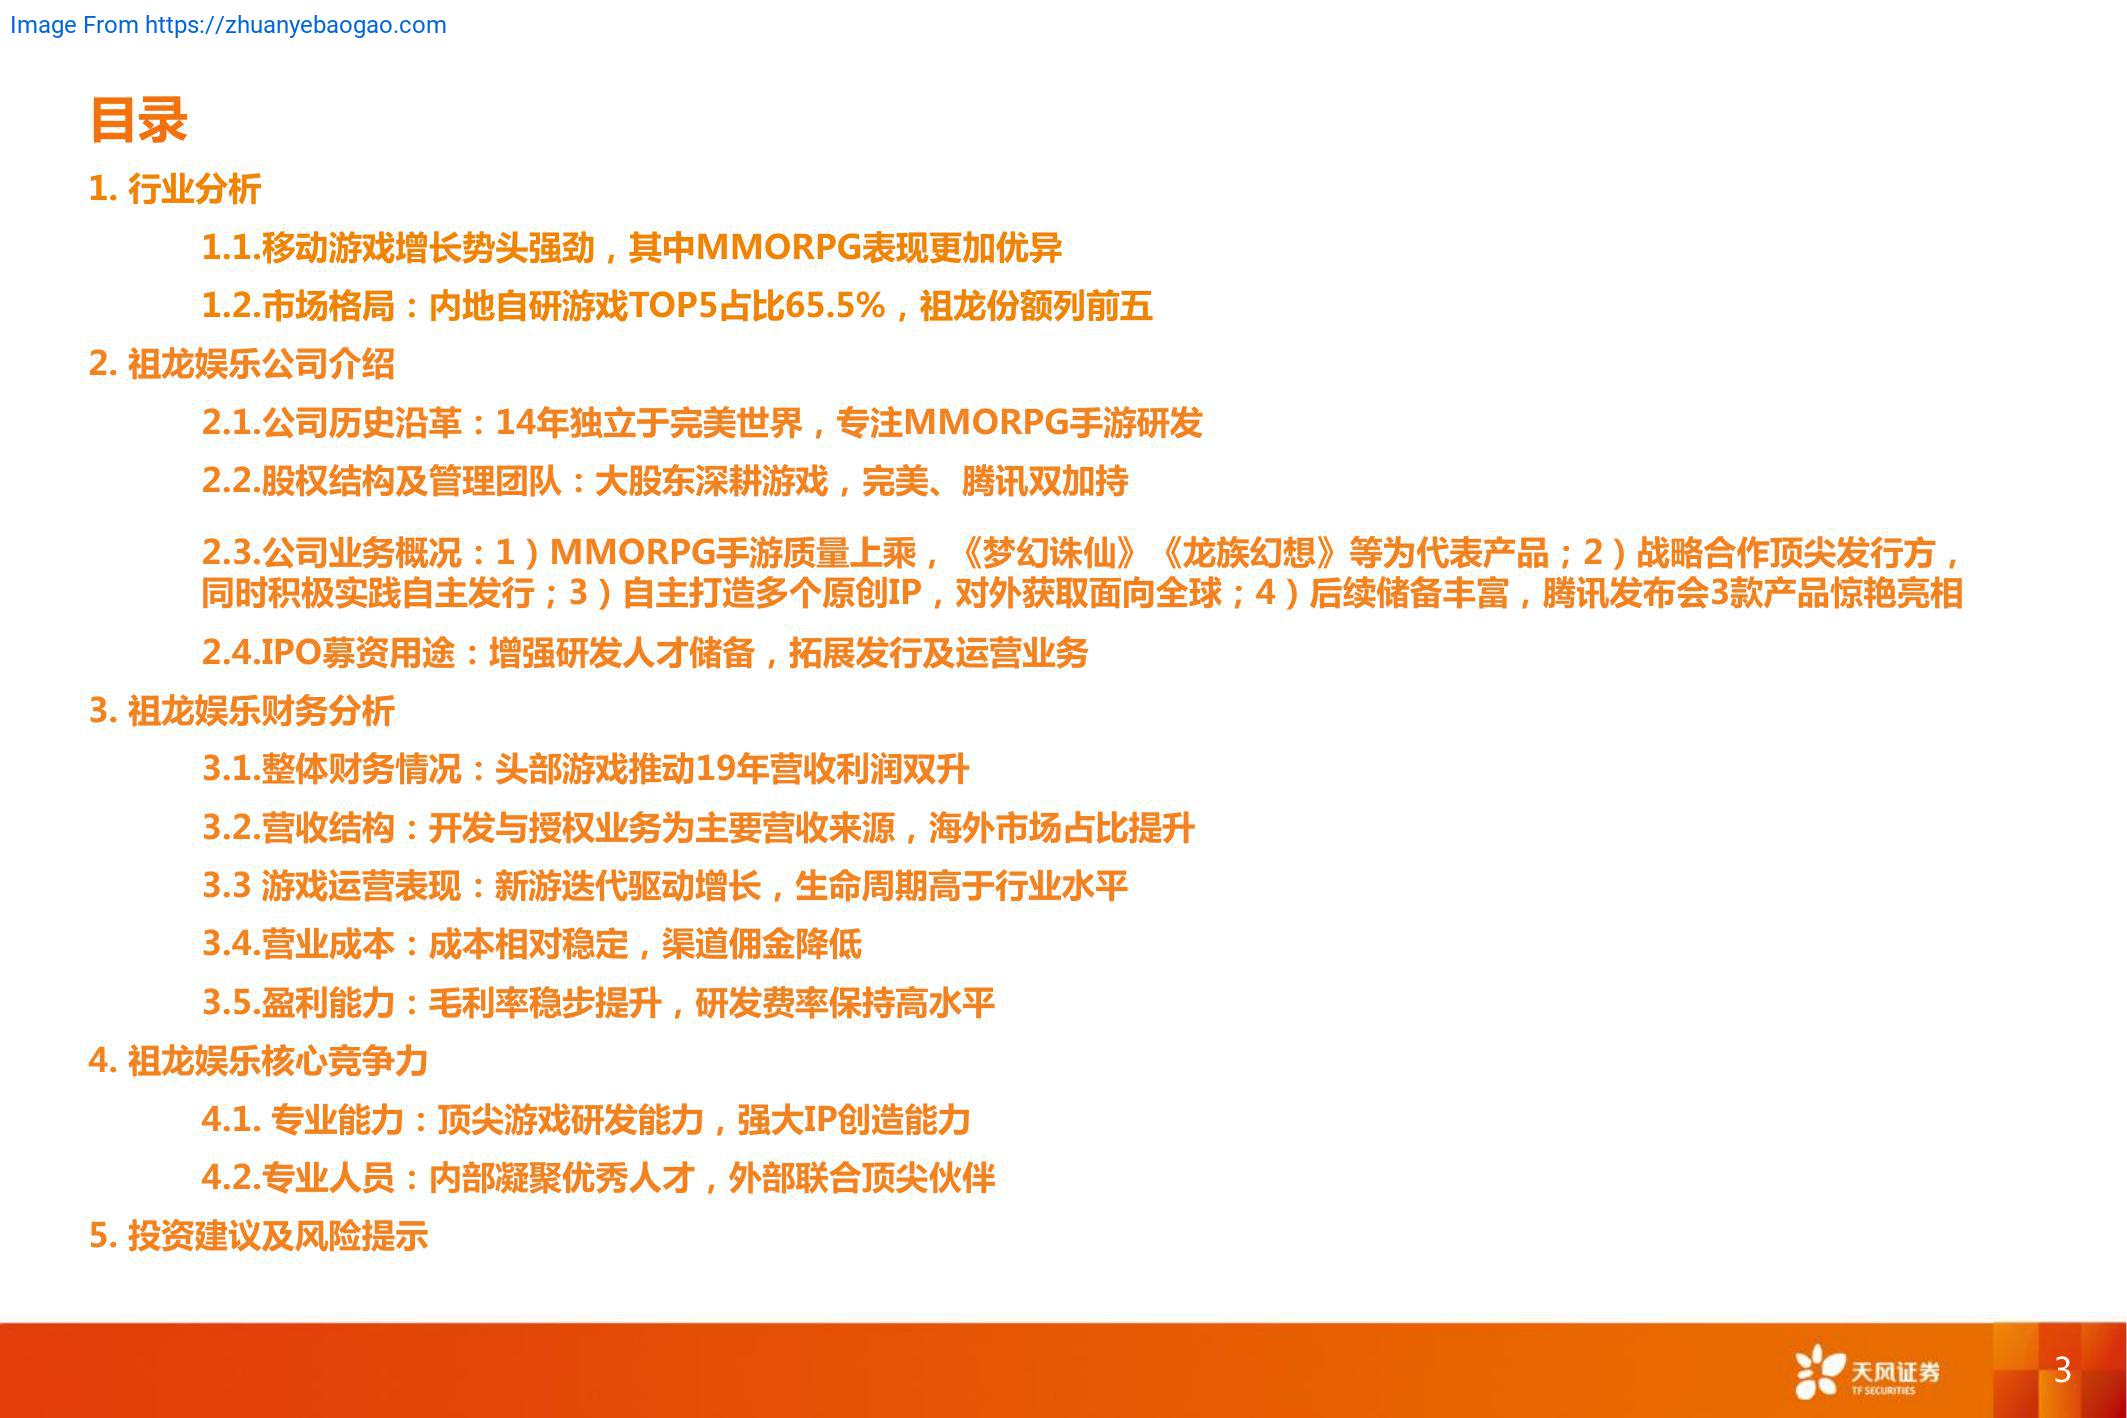 Image From https://zhuanyebaogao.com
目录
1. 行业分析
1.1.移动游戏增长势头强劲，其中MMORPG表现更加优异
1.2.市场格局：内地自研游戏TOP5占比65.5%，祖龙份额列前五
2. 祖龙娱乐公司介绍
2.1.公司历史沿革：14年独立于完美世界，专注MMORPG手游研发
2.2.股权结构及管理团队：大股东深耕游戏，完美、腾讯双加持
2.3.公司业务概况：1）MMORPG手游质量上乘，《梦幻诛仙》《龙族幻想》等为代表产品；2）战略合作顶尖发行方，
同时积极实践自主发行；3）自主打造多个原创IP，对外获取面向全球；4）后续储备丰富，腾讯发布会3款产品惊艳亮相
2.4.IPO募资用途：增强研发人才储备，拓展发行及运营业务
3. 祖龙娱乐财务分析
3.1.整体财务情况：头部游戏推动19年营收利润双升
3.2.营收结构：开发与授权业务为主要营收来源，海外市场占比提升
3.3 游戏运营表现：新游迭代驱动增长，生命周期高于行业水平
3.4.营业成本：成本相对稳定，渠道佣金降低
3.5.盈利能力：毛利率稳步提升，研发费率保持高水平
4. 祖龙娱乐核心竞争力
4.1. 专业能力：顶尖游戏研发能力，强大IP创造能力
4.2.专业人员：内部凝聚优秀人才，外部联合顶尖伙伴
5. 投资建议及风险提示
天风证券
TF SECURITIES
3